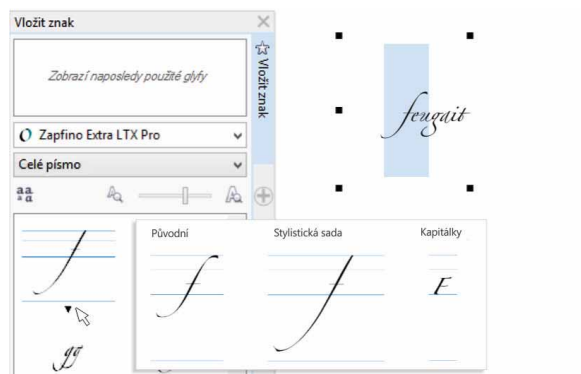 Vložit znak
Zobrazí naposledy použité glyfy
Vložit znak
Zapfino Extra LTX Pro
Celé písmo
feugait
Původní
Stylistická sada
Kapitálky
f
f
f
F
gg